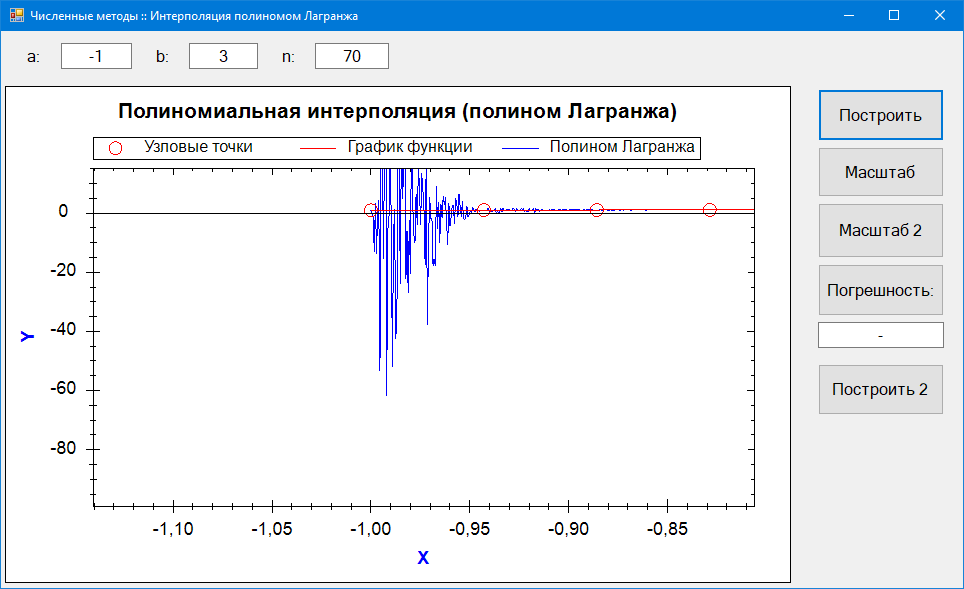 Численные методы :: Интерполяция полиномом Лагранжа
a: -1 b: 3 n: 70
Полиномиальная интерполяция (полином Лагранжа)
Узловые точки График функции Полином Лагранжа
0
-20
-40
-60
-80
Y
-1,10 -1,05 -1,00 -0,95 -0,90 -0,85
X
Построить
Масштаб
Масштаб 2
Погрешность:
-
Построить 2